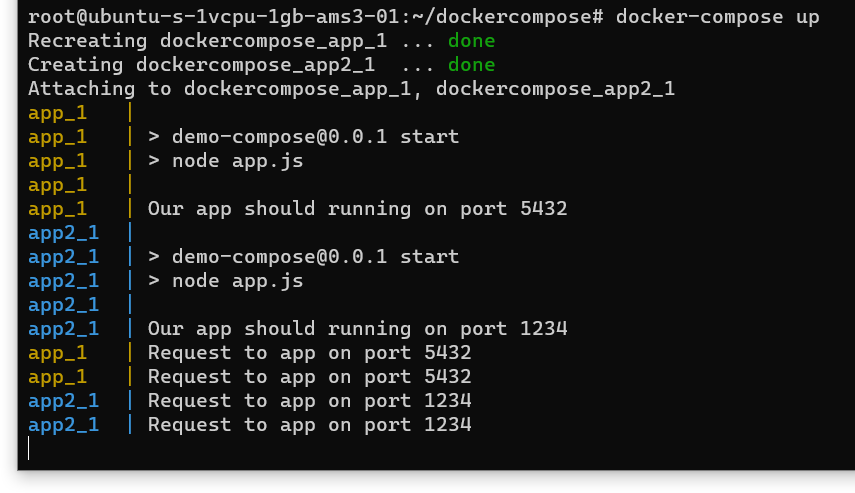 root@ubuntu-s-1vcpu-1gb-ams3-01:~/dockercompose# docker-compose up
Recreating dockercompose_app_1 ... done
Creating dockercompose_app2_1  ... done
Attaching to dockercompose_app_1, dockercompose_app2_1
app_1   |
app_1   | > demo-compose@0.0.1 start
app_1   | > node app.js
app_1   |
app_1   | Our app should running on port 5432
app2_1  |
app2_1  | > demo-compose@0.0.1 start
app2_1  | > node app.js
app2_1  |
app2_1  | Our app should running on port 1234
app_1   | Request to app on port 5432
app_1   | Request to app on port 5432
app2_1  | Request to app on port 1234
app2_1  | Request to app on port 1234